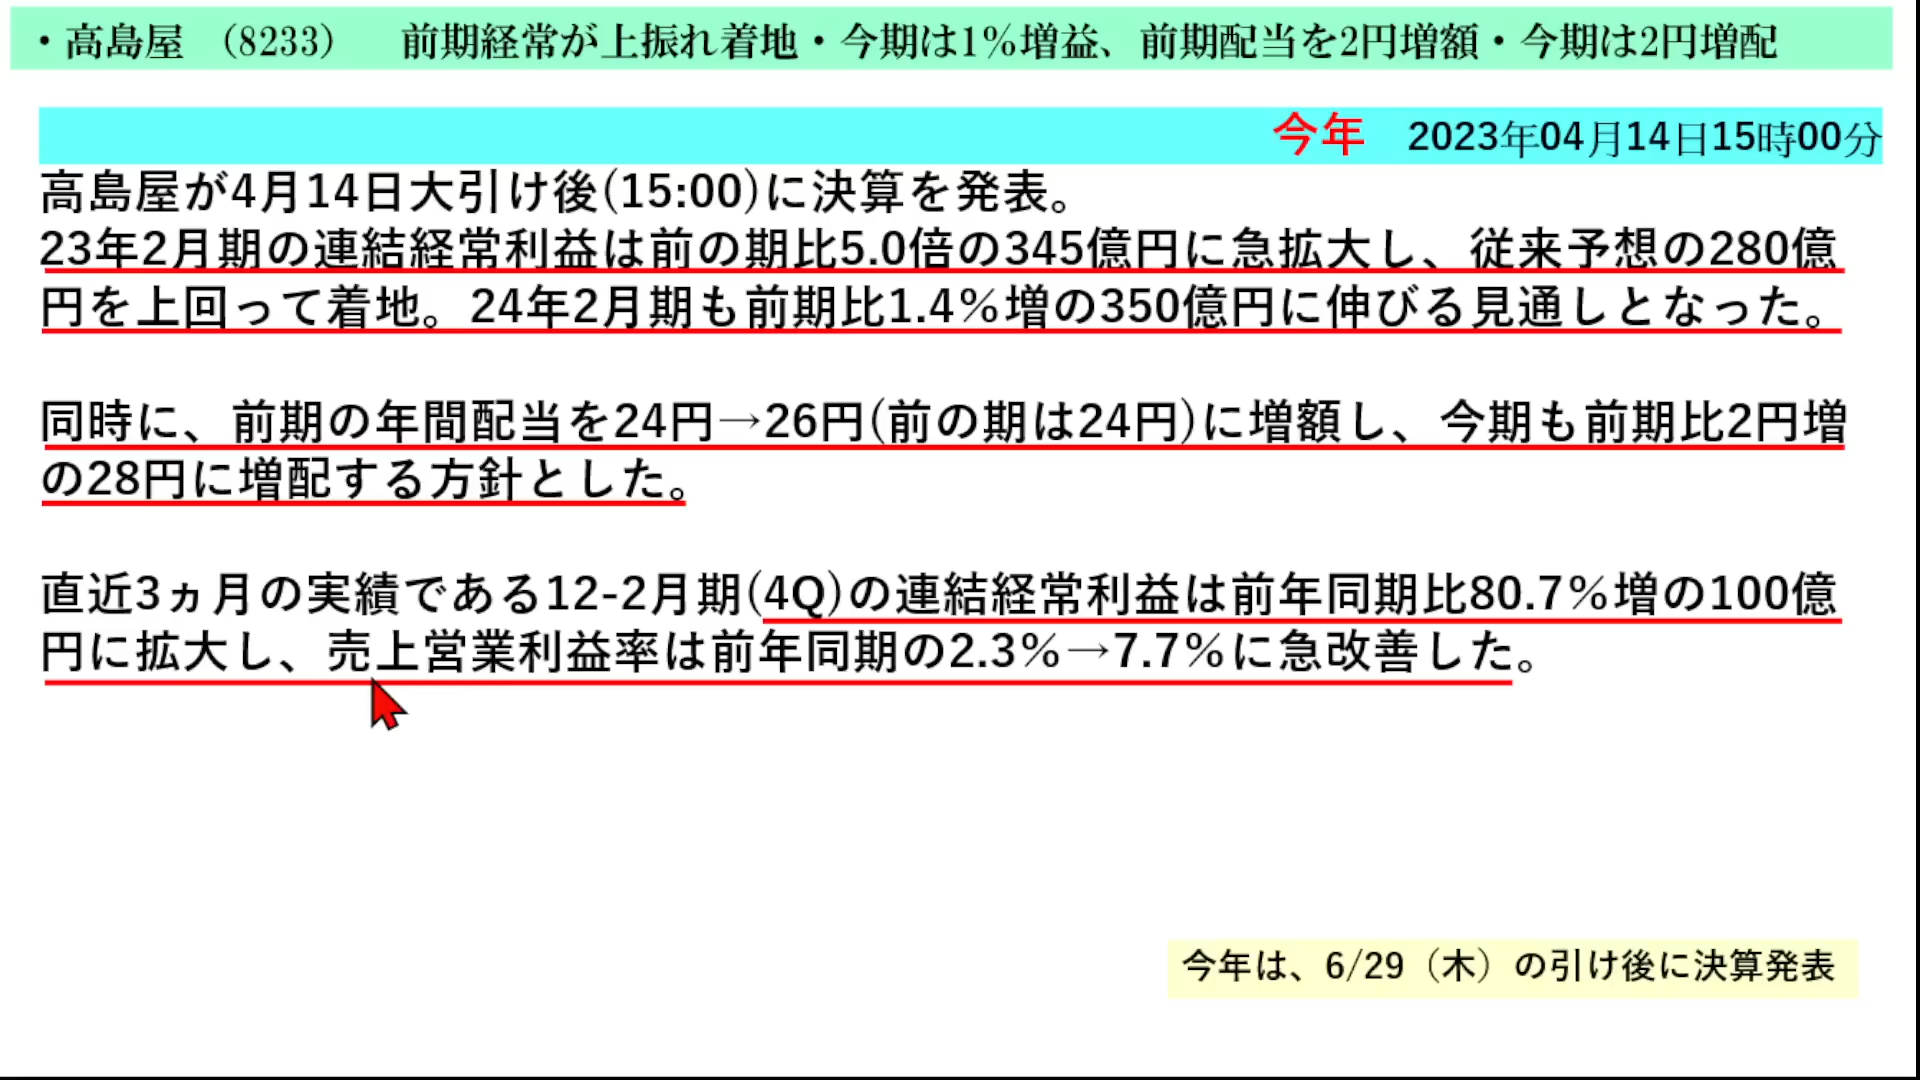 ・高島屋 （8233） 前期経常が上振れ着地・今期は1％増益、前期配当を2円増額・今期は2円増配
今年 2023年04月14日15時00分
高島屋が4月14日大引け後(15:00)に決算を発表。
23年2月期の連結経常利益は前の期比5.0倍の345億円に急拡大し、従来予想の280億
円を上回って着地。24年2月期も前期比1.4％増の350億円に伸びる見通しとなった。
同時に、前期の年間配当を24円→26円(前の期は24円)に増額し、今期も前期比2円増
の28円に増配する方針とした。
直近3ヵ月の実績である12-2月期(4Q)の連結経常利益は前年同期比80.7％増の100億
円に拡大し、売上営業利益率は前年同期の2.3％→7.7％に急改善した。
今年は、6/29（木）の引け後に決算発表